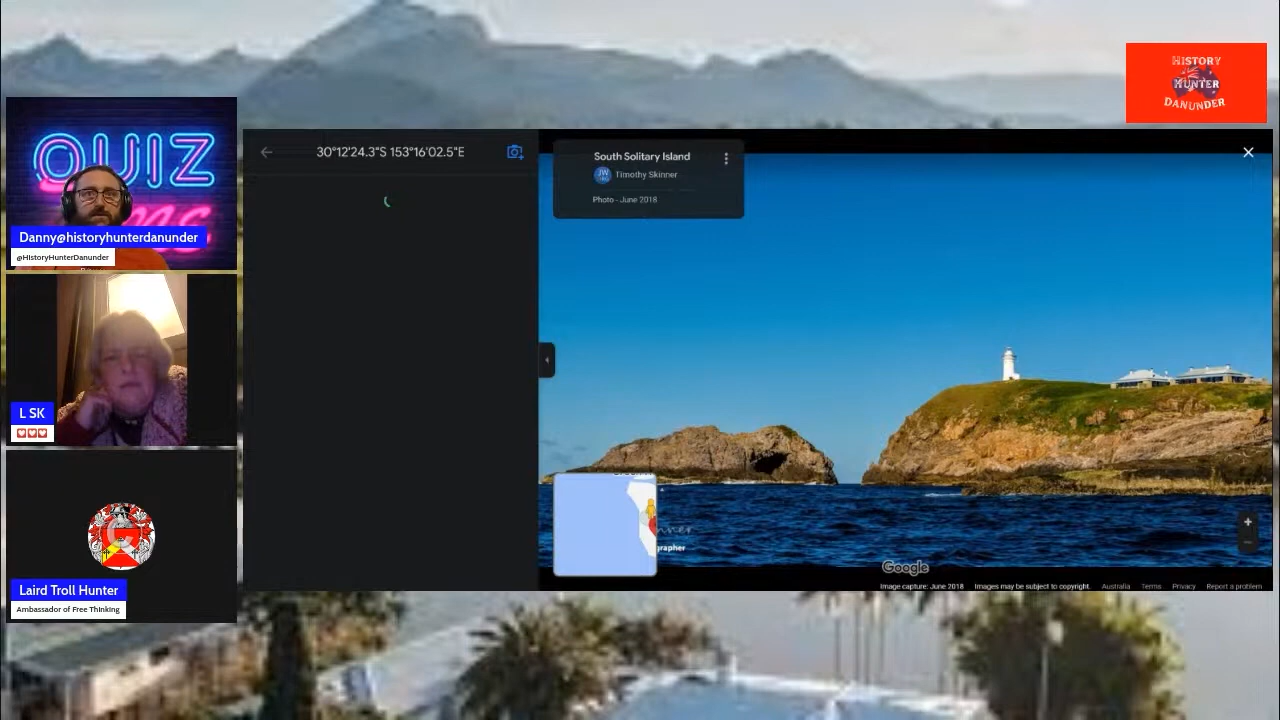 HISTORY
HUNTER
DANUNDER
QUIZ
Danny@historyhunterdanunder
@HistoryHunterDanunder
L SK
Laird Troll Hunter
Ambassador of Free Thinking
30°12'24.3"S 153°16'02.5"E
South Solitary Island
Timothy Skinner
Photo - June 2018
grapher
Google
Image capture: June 2018 Images may be subject to copyright. Australia Terms Privacy Report a problem